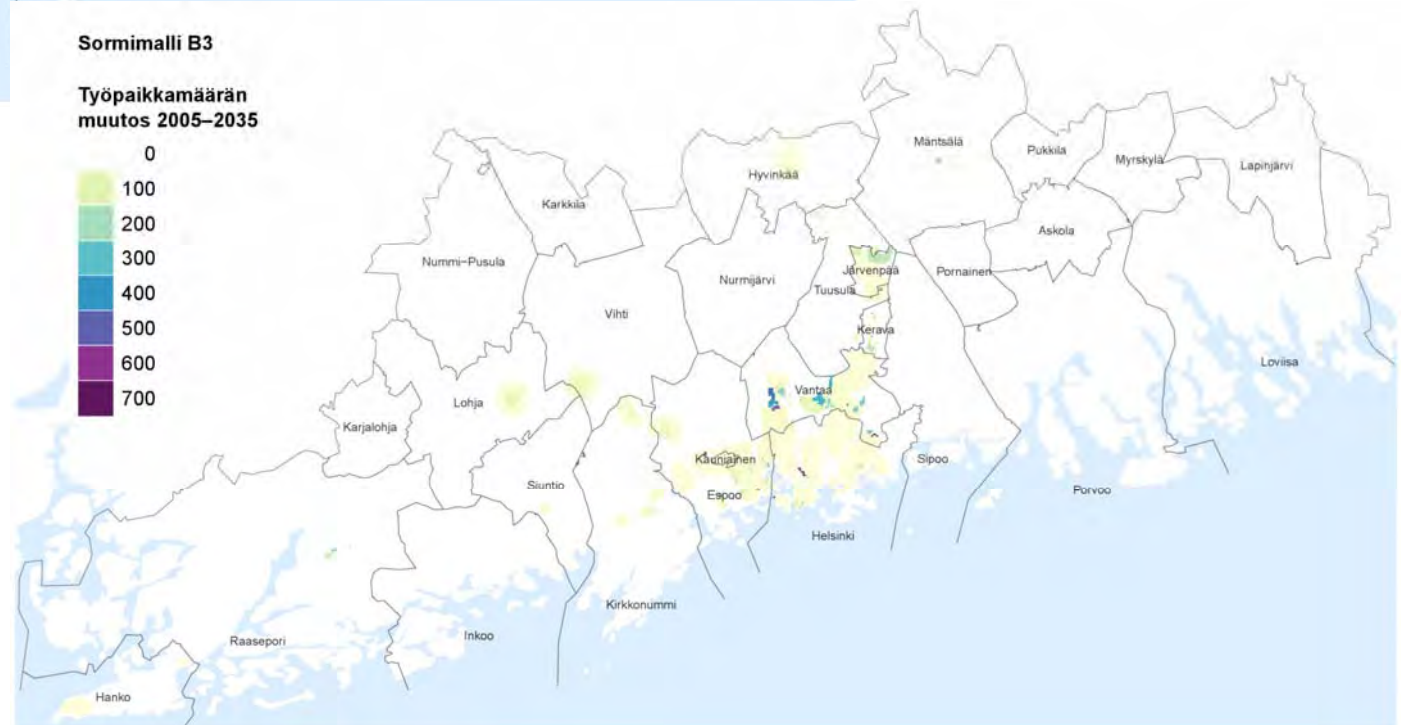 Sormimalli B3
Työpaikkamäärän
muutos 2005–2035
0
100
200
300
400
500
600
700
Mäntsälä
Pukkila
Myrskylä
Lapinjärvi
Hyvinkää
Karkkila
Askola
Nummi–Pusula
Nurmijärvi
Järvenpää
Pornainen
Tuusula
Vihti
Kerava
Loviisa
Vantaa
Lohja
Karjalohja
Kauniainen
Sipoo
Siuntio
Espoo
Porvoo
Helsinki
Kirkkonummi
Inkoo
Raasepori
Hanko